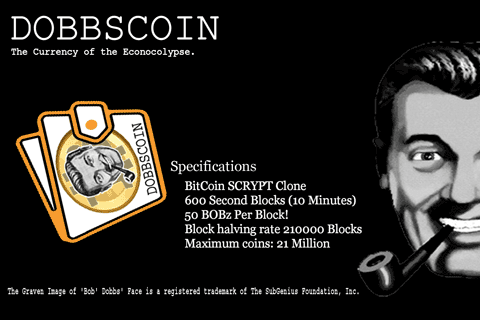 DOBBSCOIN
The Currency of the Econocolypse.
DOBBSCOIN
Specifications
BitCoin SCRYPT Clone
600 Second Blocks (10 Minutes)
50 BOBz Per Block!
Block halving rate 210000 Blocks
Maximum coins: 21 Million
The Graven Image of 'Bob' Dobbs' Face is a registered trademark of The SubGenius Foundation, Inc.